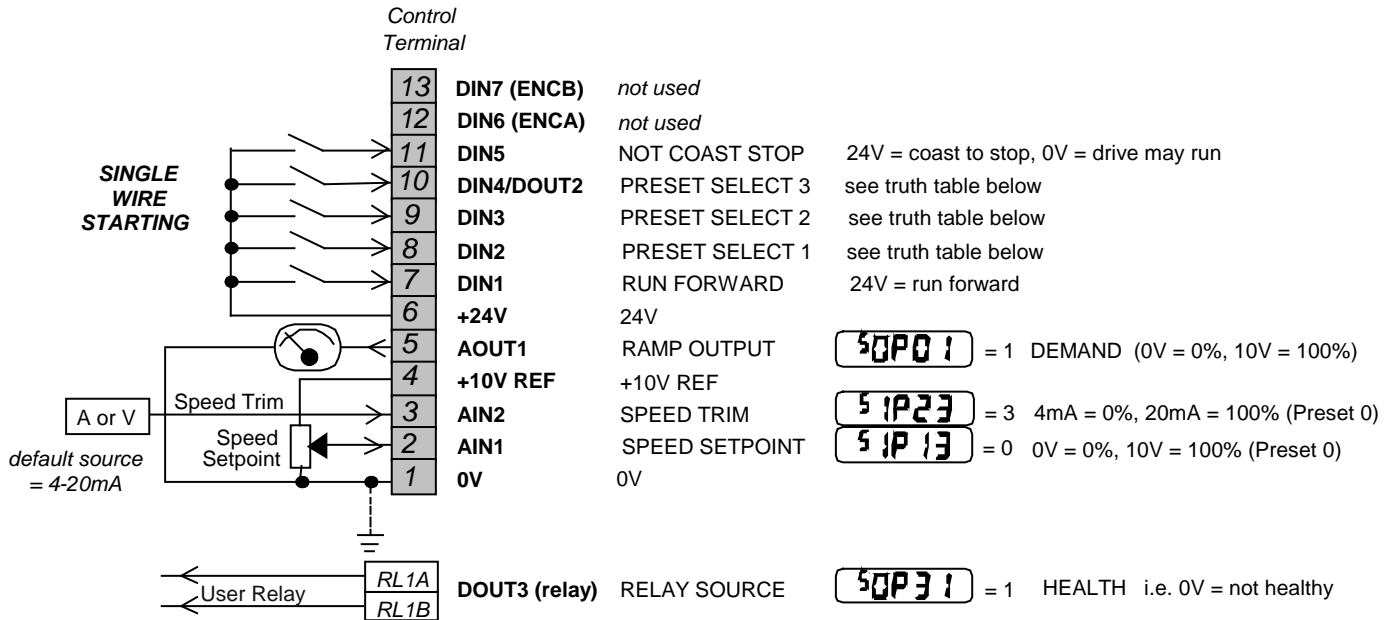 Control
Terminal
13 DIN7 (ENCB) not used
12 DIN6 (ENCA) not used
11 DIN5 NOT COAST STOP 24V = coast to stop, 0V = drive may run
SINGLE
WIRE
STARTING
10 DIN4/DOUT2 PRESET SELECT 3 see truth table below
9 DIN3 PRESET SELECT 2 see truth table below
8 DIN2 PRESET SELECT 1 see truth table below
7 DIN1 RUN FORWARD 24V = run forward
6 +24V 24V
5 AOUT1 RAMP OUTPUT SOP01 = 1 DEMAND (0V = 0%, 10V = 100%)
4 +10V REF +10V REF
A or V Speed Trim 3 AIN2 SPEED TRIM SIP23 = 3 4mA = 0%, 20mA = 100% (Preset 0)
Speed
Setpoint
2 AIN1 SPEED SETPOINT SIP13 = 0 0V = 0%, 10V = 100% (Preset 0)
default source
= 4-20mA
1 0V 0V
User Relay
RL1A
RL1B
DOUT3 (relay) RELAY SOURCE SOP31 = 1 HEALTH i.e. 0V = not healthy